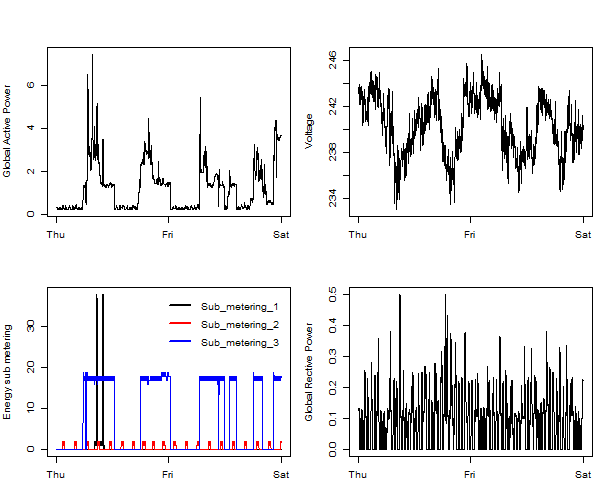 Global Active Power
0 2 4 6
Thu Fri Sat
Voltage
234 238 242 246
Thu Fri Sat
Energy sub metering
0 10 20 30
Sub_metering_1
Sub_metering_2
Sub_metering_3
Thu Fri Sat
Global Rective Power
0.0 0.1 0.2 0.3 0.4 0.5
Thu Fri Sat